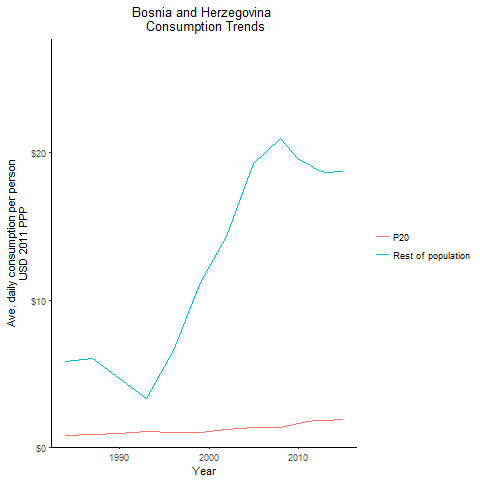 Bosnia and Herzegovina
Consumption Trends
Ave. daily consumption per person
USD 2011 PPP
$20
$10
$0
1990
2000
2010
Year
P20
Rest of population